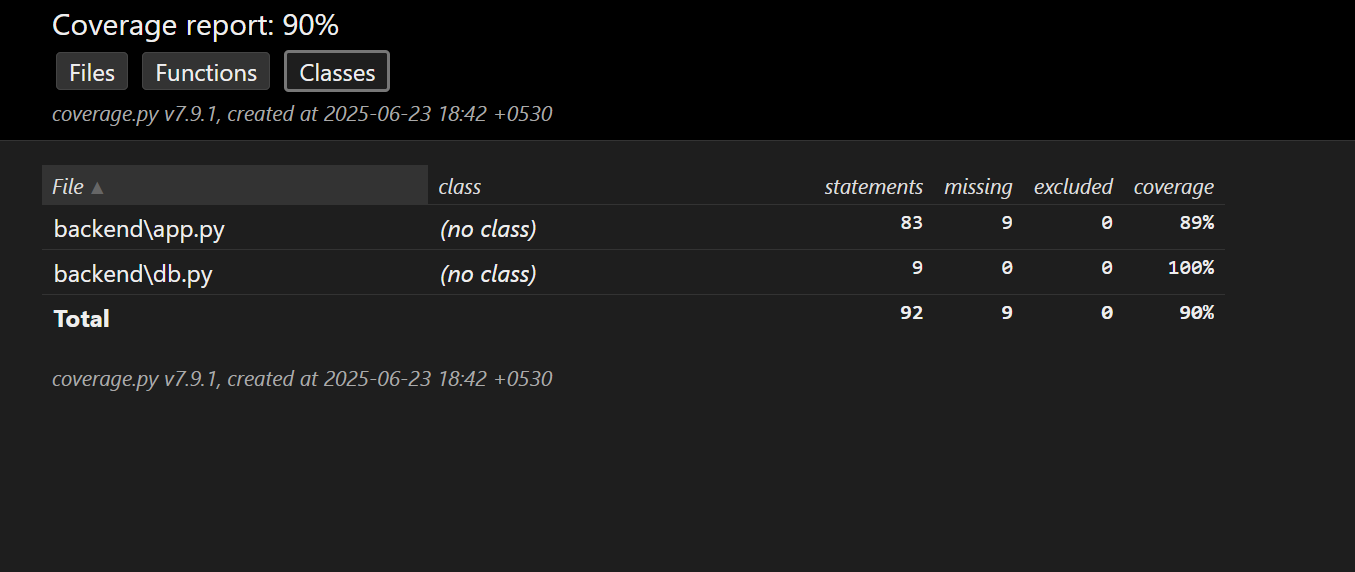 Coverage report: 90%
Files Functions Classes
coverage.py v7.9.1, created at 2025-06-23 18:42 +0530
File ▲ class statements missing excluded coverage
backend\app.py (no class) 83 9 0 89%
backend\db.py (no class) 9 0 0 100%
Total 92 9 0 90%
coverage.py v7.9.1, created at 2025-06-23 18:42 +0530